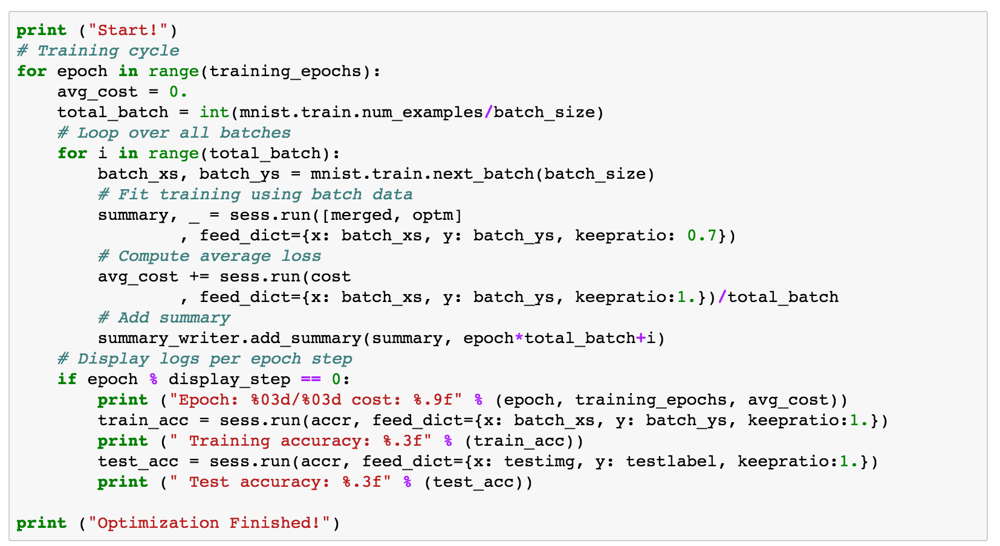 print ("Start!")
# Training cycle
for epoch in range(training_epochs):
    avg_cost = 0.
    total_batch = int(mnist.train.num_examples/batch_size)
    # Loop over all batches
    for i in range(total_batch):
        batch_xs, batch_ys = mnist.train.next_batch(batch_size)
        # Fit training using batch data
        summary, _ = sess.run([merged, optm]
                , feed_dict={x: batch_xs, y: batch_ys, keepratio: 0.7})
        # Compute average loss
        avg_cost += sess.run(cost
                , feed_dict={x: batch_xs, y: batch_ys, keepratio:1.})/total_batch
        # Add summary
        summary_writer.add_summary(summary, epoch*total_batch+i)
    # Display logs per epoch step
    if epoch % display_step == 0:
        print ("Epoch: %03d/%03d cost: %.9f" % (epoch, training_epochs, avg_cost))
        train_acc = sess.run(accr, feed_dict={x: batch_xs, y: batch_ys, keepratio:1.})
        print (" Training accuracy: %.3f" % (train_acc))
        test_acc = sess.run(accr, feed_dict={x: testimg, y: testlabel, keepratio:1.})
        print (" Test accuracy: %.3f" % (test_acc))

print ("Optimization Finished!")